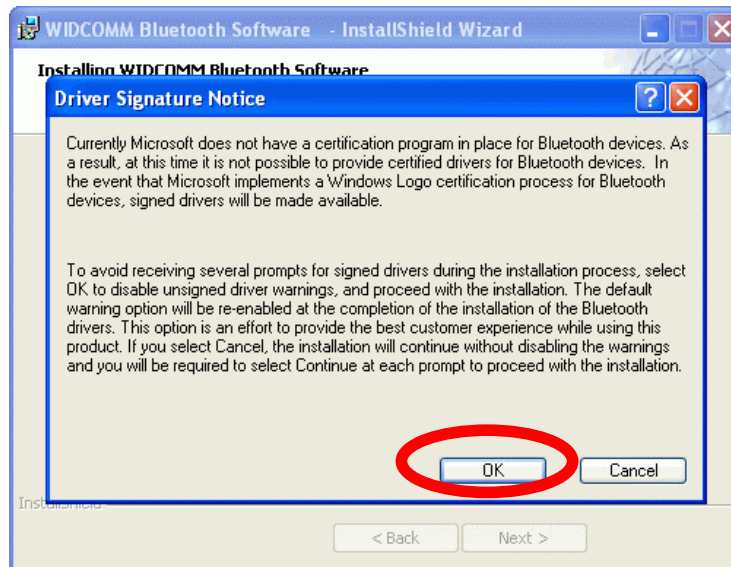 WIDCOMM Bluetooth Software - InstallShield Wizard
Installing WIDCOMM Bluetooth Software
Driver Signature Notice
Currently Microsoft does not have a certification program in place for Bluetooth devices. As
a result, at this time it is not possible to provide certified drivers for Bluetooth devices. In
the event that Microsoft implements a Windows Logo certification process for Bluetooth
devices, signed drivers will be made available.
To avoid receiving several prompts for signed drivers during the installation process, select
OK to disable unsigned driver warnings, and proceed with the installation. The default
warning option will be re-enabled at the completion of the installation of the Bluetooth
drivers. This option is an effort to provide the best customer experience while using this
product. If you select Cancel, the installation will continue without disabling the warnings
and you will be required to select Continue at each prompt to proceed with the installation.
OK Cancel
InstallShield
< Back Next >